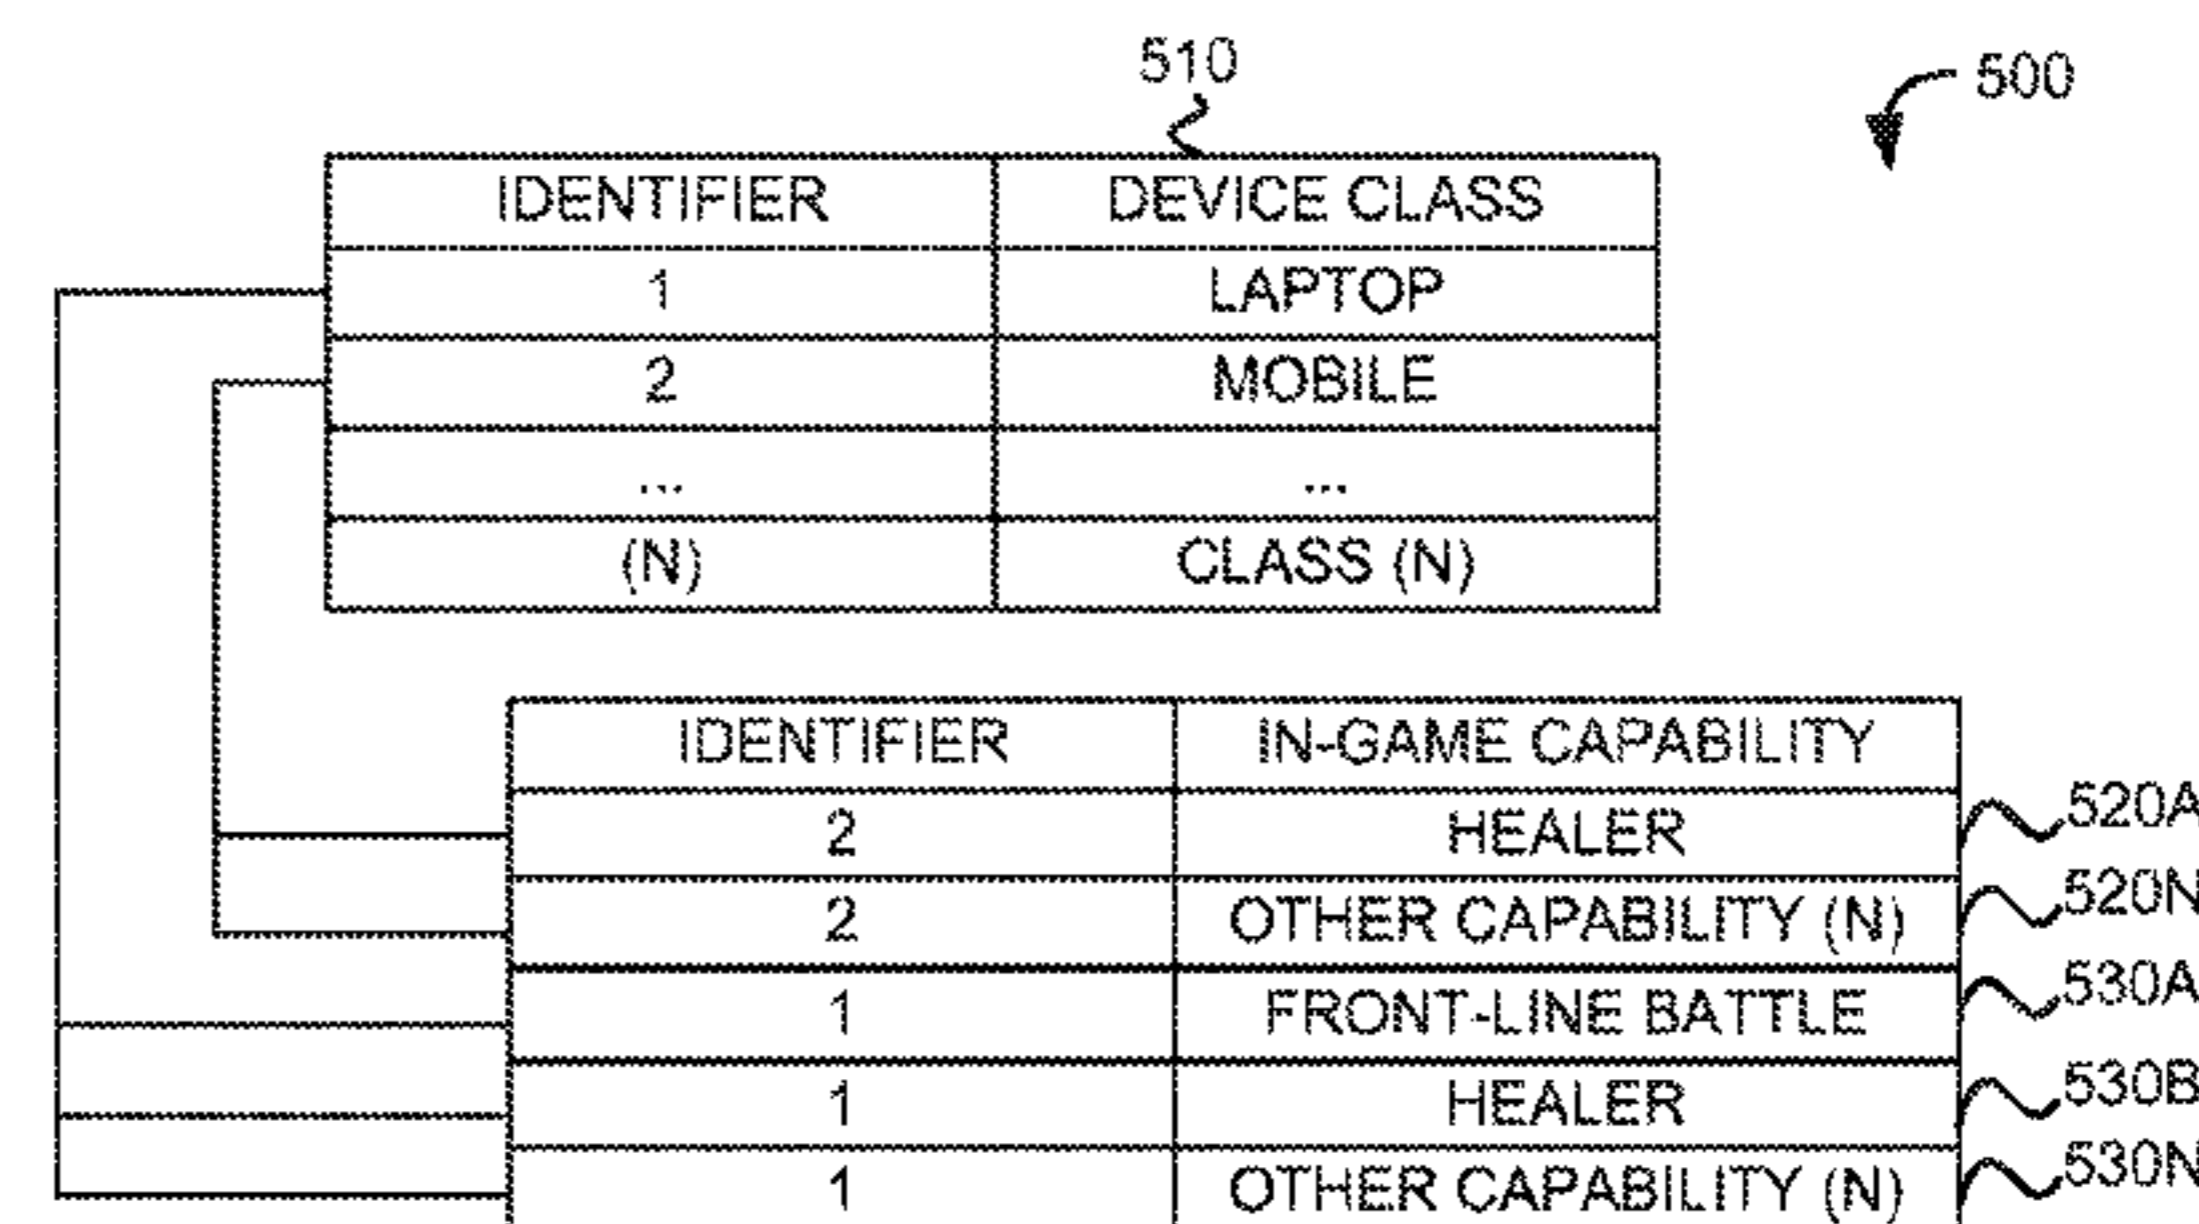 510
500
IDENTIFIER DEVICE CLASS
1 LAPTOP
2 MOBILE
... ...
(N) CLASS (N)
IDENTIFIER IN-GAME CAPABILITY
2 HEALER 520A
2 OTHER CAPABILITY (N) 520N
1 FRONT-LINE BATTLE 530A
1 HEALER 530B
1 OTHER CAPABILITY (N) 530N